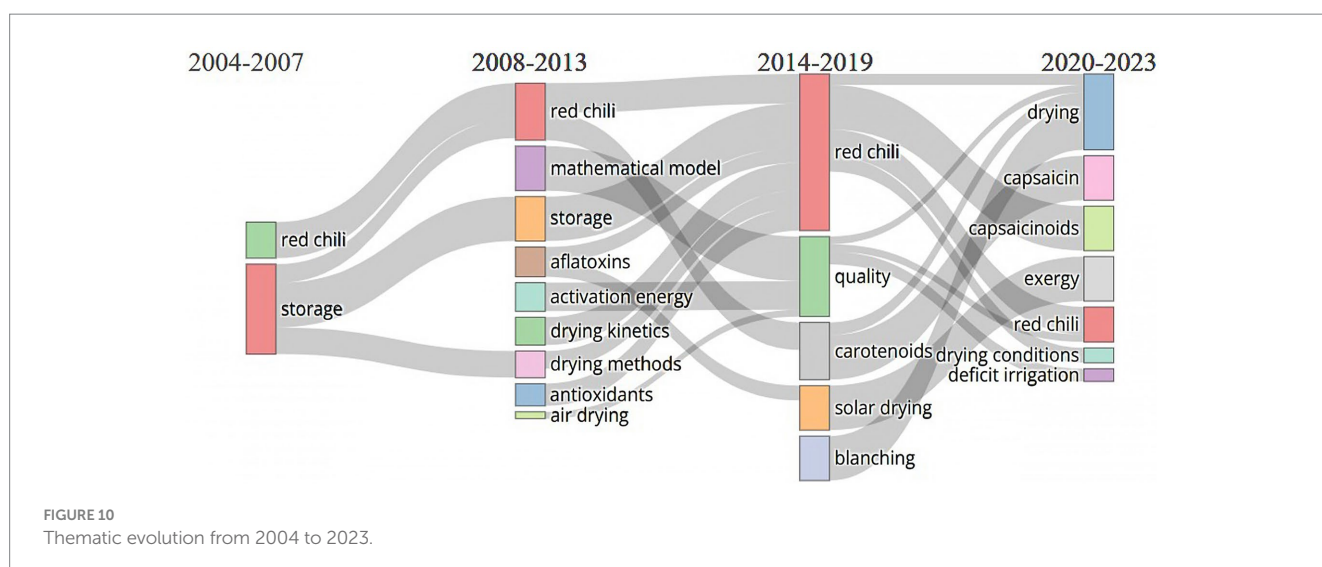 2004-2007
2008-2013
2014-2019
2020-2023
red chili
storage
red chili
mathematical model
storage
aflatoxins
activation energy
drying kinetics
drying methods
antioxidants
air drying
red chili
quality
carotenoids
solar drying
blanching
drying
capsaicin
capsaicinoids
exergy
red chili
drying conditions
deficit irrigation
FIGURE 10
Thematic evolution from 2004 to 2023.